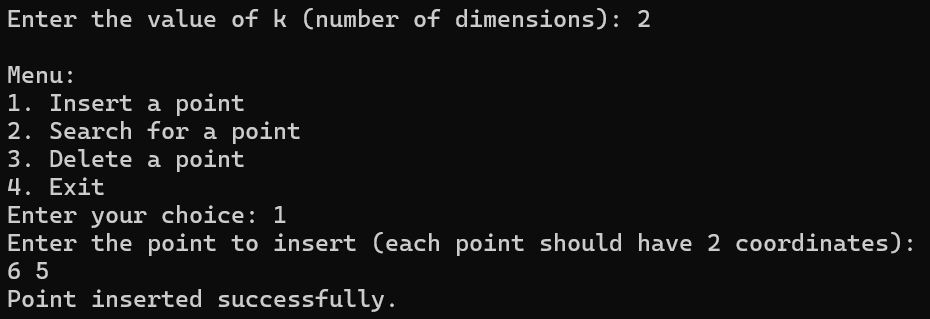 Enter the value of k (number of dimensions): 2
Menu:
1. Insert a point
2. Search for a point
3. Delete a point
4. Exit
Enter your choice: 1
Enter the point to insert (each point should have 2 coordinates):
6 5
Point inserted successfully.